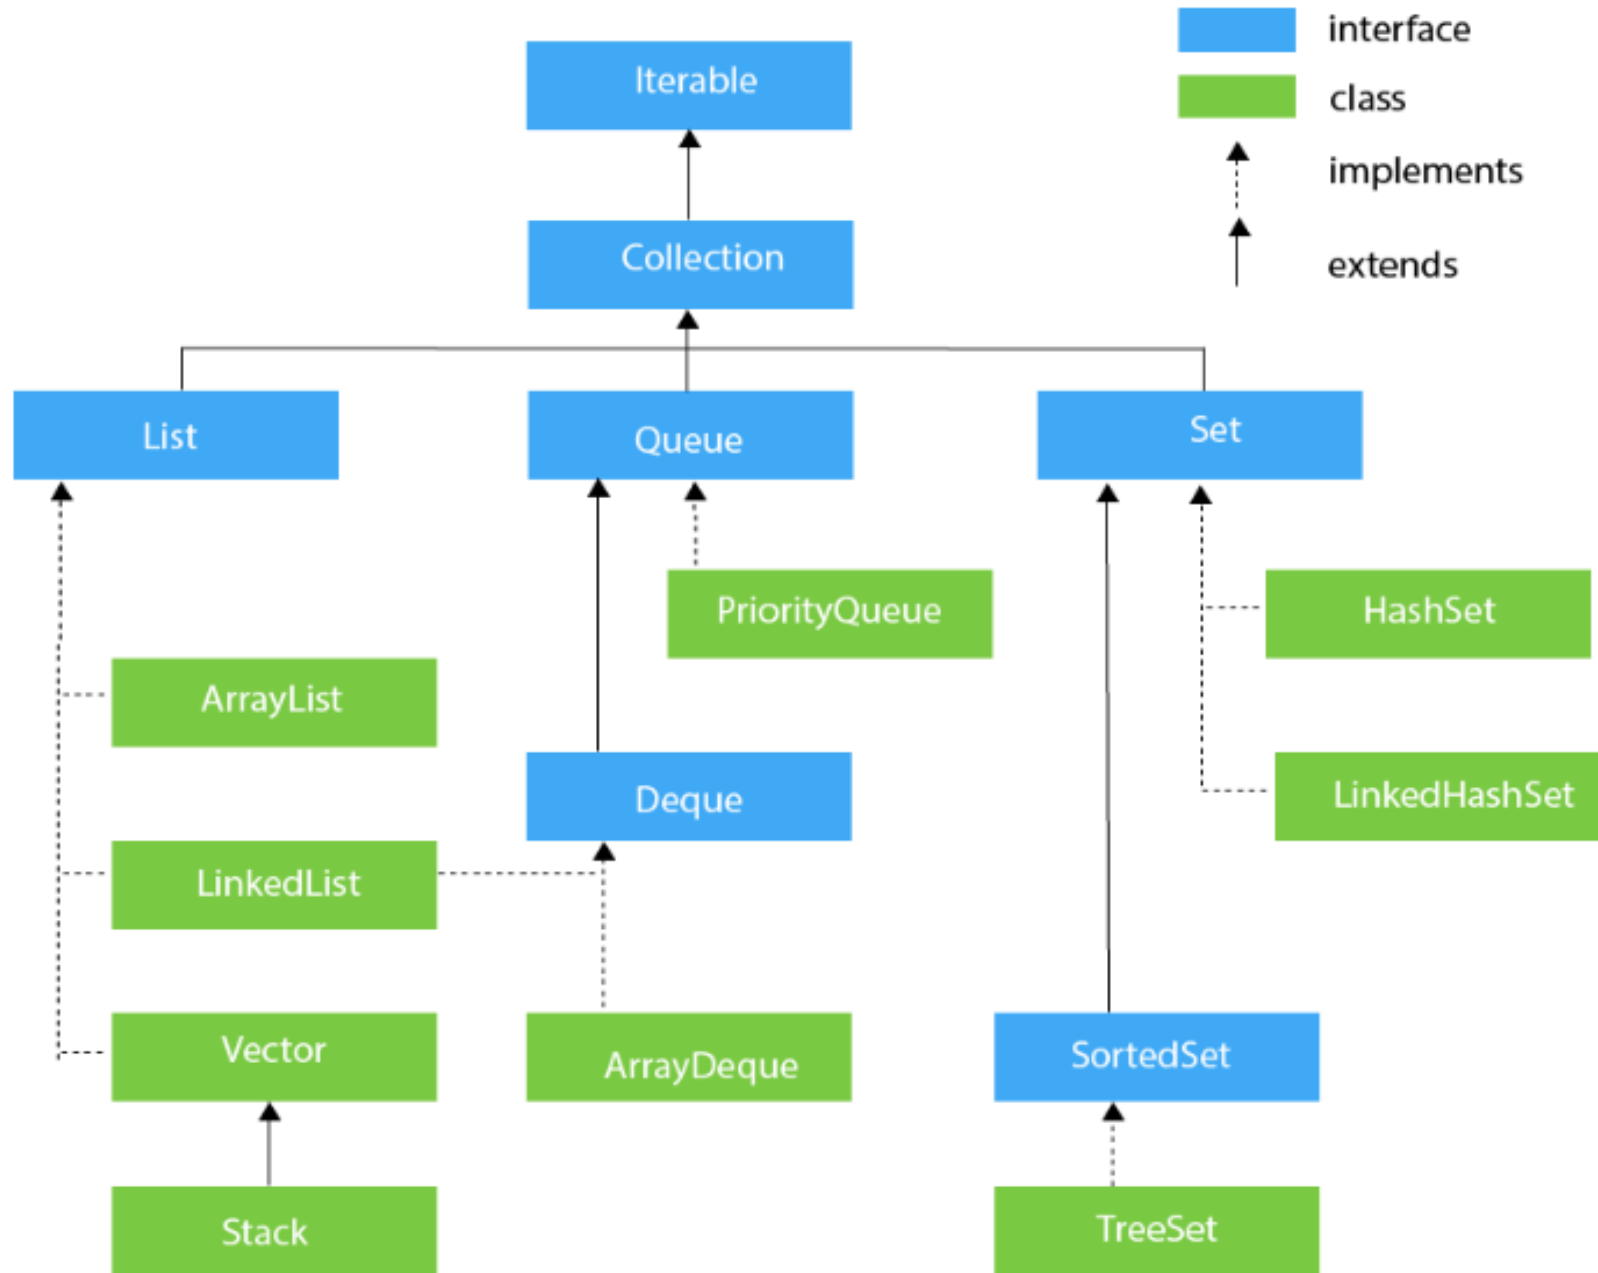 interface
Iterable
class
implements
Collection
extends
List
Queue
Set
PriorityQueue
HashSet
ArrayList
Deque
LinkedHashSet
LinkedList
Vector
ArrayDeque
SortedSet
Stack
TreeSet